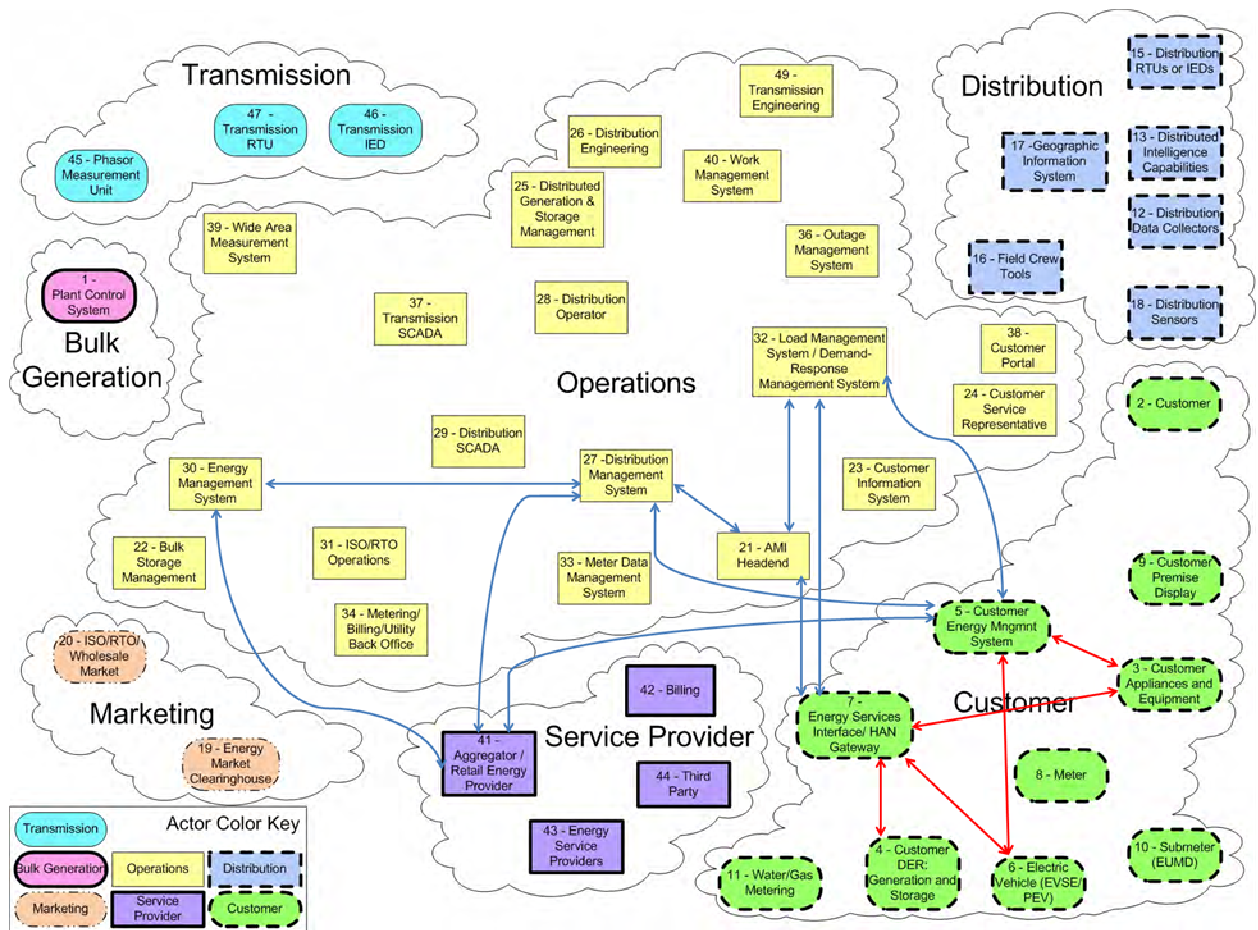 Transmission
47 -
Transmission
RTU
46 -
Transmission
IED
45 - Phasor
Measurement
Unit
49 -
Transmission
Engineering
26 - Distribution
Engineering
40 - Work
Management
System
25 - Distributed
Generation &
Storage
Management
39 - Wide Area
Measurement
System
36 - Outage
Management
System
37 -
Transmission
SCADA
28 - Distribution
Operator
Distribution
15 - Distribution
RTUs or IEDs
17 -Geographic
Information
System
13 - Distributed
Intelligence
Capabilities
12 - Distribution
Data Collectors
16 - Field Crew
Tools
18 - Distribution
Sensors
1 -
Plant Control
System
Bulk
Generation
Operations
32 - Load Management
System / Demand-
Response
Management System
38 -
Customer
Portal
24 - Customer
Service
Representative
29 - Distribution
SCADA
30 - Energy
Management
System
27 -Distribution
Management
System
23 - Customer
Information
System
22 - Bulk
Storage
Management
31 - ISO/RTO
Operations
33 - Meter Data
Management
System
21 - AMI
Headend
34 - Metering/
Billing/Utility
Back Office
2 - Customer
9 - Customer
Premise
Display
5 - Customer
Energy Mngmnt
System
3 - Customer
Appliances and
Equipment
Customer
7 -
Energy Services
Interface/ HAN
Gateway
8 - Meter
10 - Submeter
(EUMD)
4 - Customer
DER:
Generation and
Storage
6 - Electric
Vehicle (EVSE/
PEV)
11 - Water/Gas
Metering
20 - ISO/RTO/
Wholesale
Market
Marketing
19 - Energy
Market
Clearinghouse
42 - Billing
Service Provider
41 -
Aggregator /
Retail Energy
Provider
44 - Third
Party
43 - Energy
Service
Providers
Actor Color Key
Transmission
Bulk Generation
Operations
Distribution
Marketing
Service
Provider
Customer